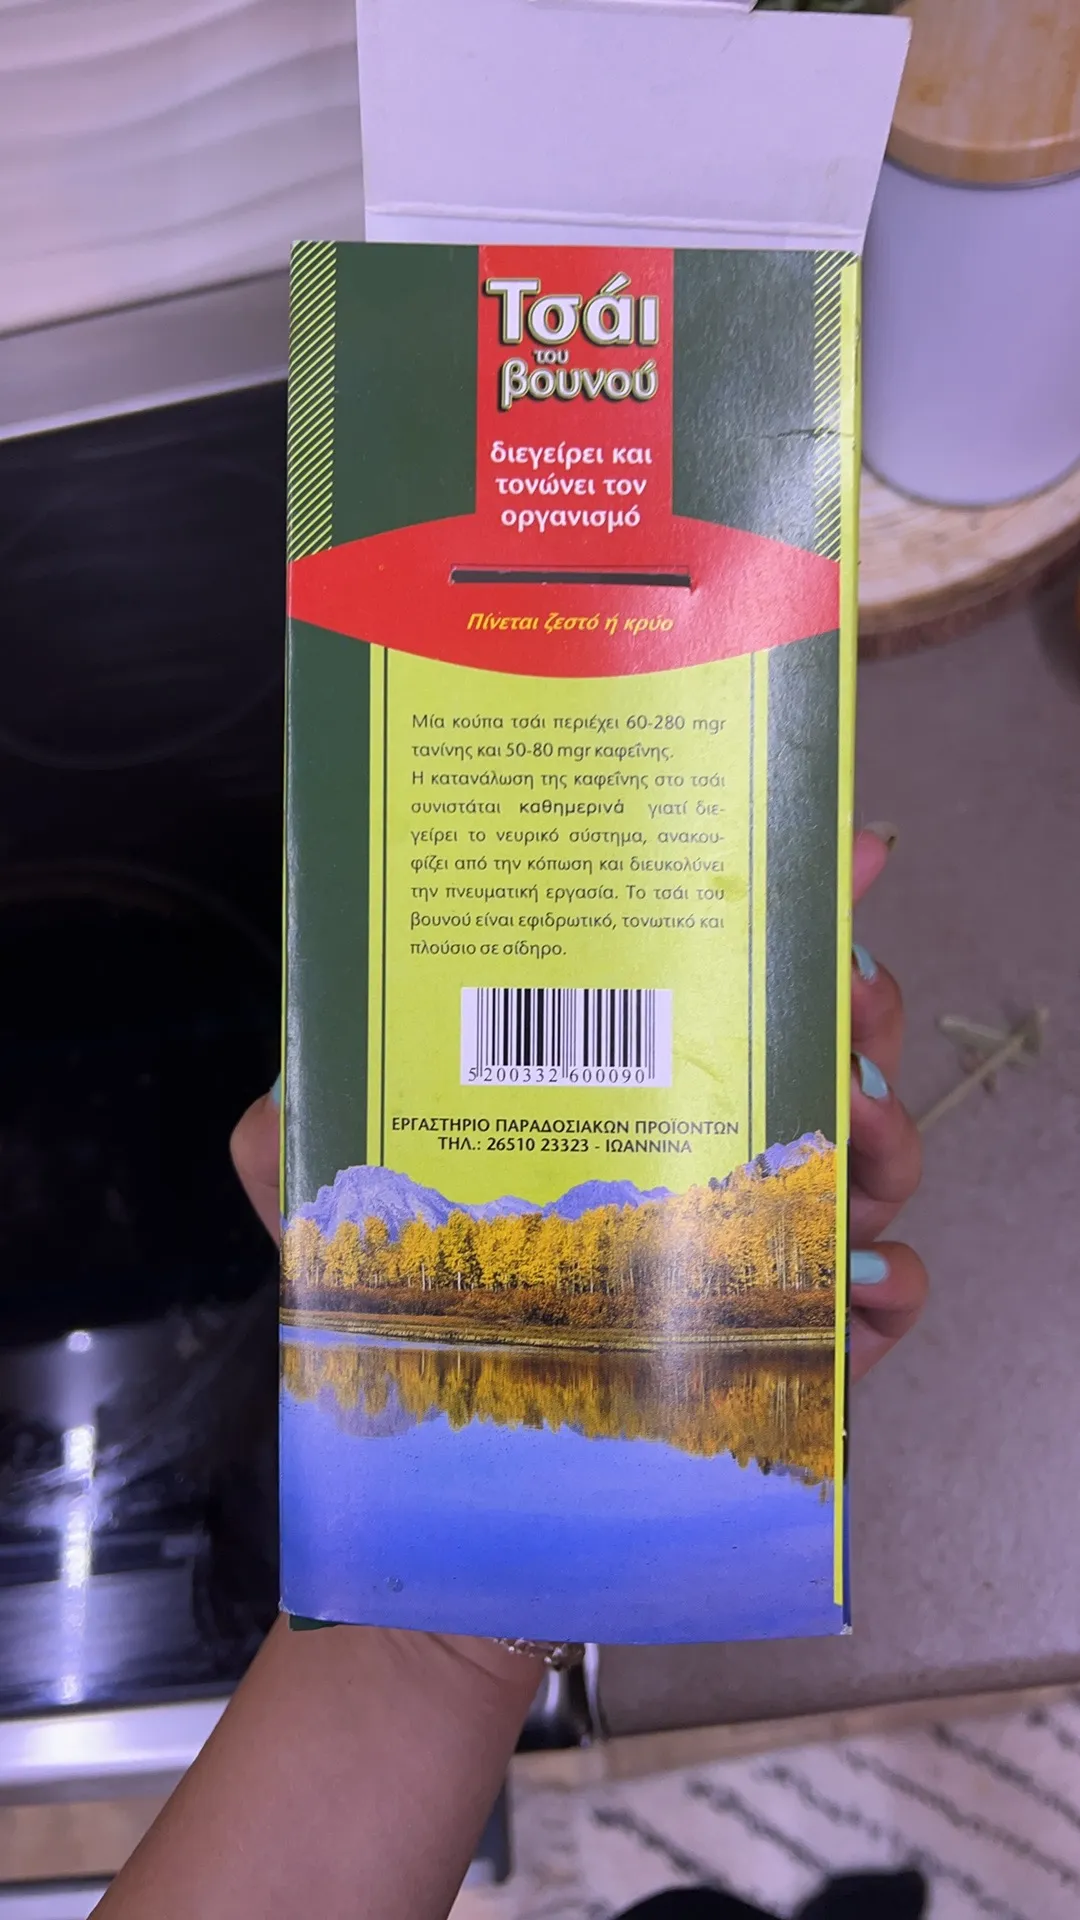 Τσάι
του
βουνού
διεγείρει και
τονώνει τον
οργανισμό
Πίνεται ζεστό ή κρύο
Μία κούπα τσάι περιέχει 60-280 mgr
τανίνης και 50-80 mgr καφεΐνης.
Η κατανάλωση της καφεΐνης στο τσάι
συνιστάται καθημερινά γιατί διε-
γείρει το νευρικό σύστημα, ανακου-
φίζει από την κόπωση και διευκολύνει
την πνευματική εργασία. Το τσάι του
βουνού είναι εφιδρωτικό, τονωτικό και
πλούσιο σε σίδηρο.
5 200332 600090
ΕΡΓΑΣΤΗΡΙΟ ΠΑΡΑΔΟΣΙΑΚΩΝ ΠΡΟΪΟΝΤΩΝ
ΤΗΛ.: 26510 23323 - ΙΩΑΝΝΙΝΑ